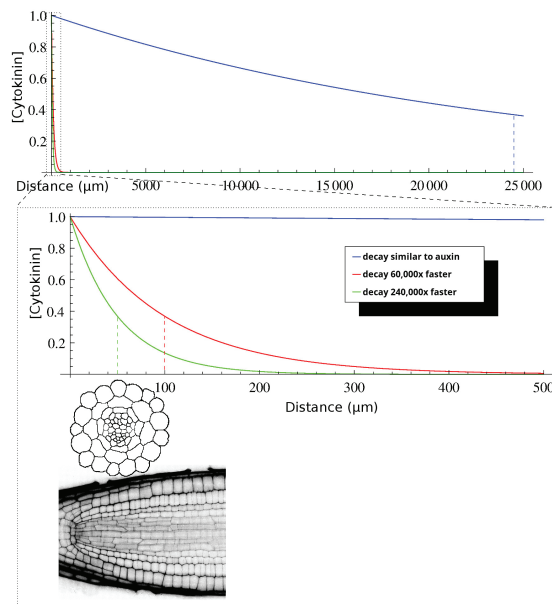 1.0
0.8
0.6
0.4
0.2
[Cytokinin]
Distance (μm)
5000
10 000
15 000
20 000
25 000
1.0
0.8
0.6
0.4
0.2
[Cytokinin]
decay similar to auxin
decay 60,000x faster
decay 240,000x faster
100
200
300
400
500
Distance (μm)